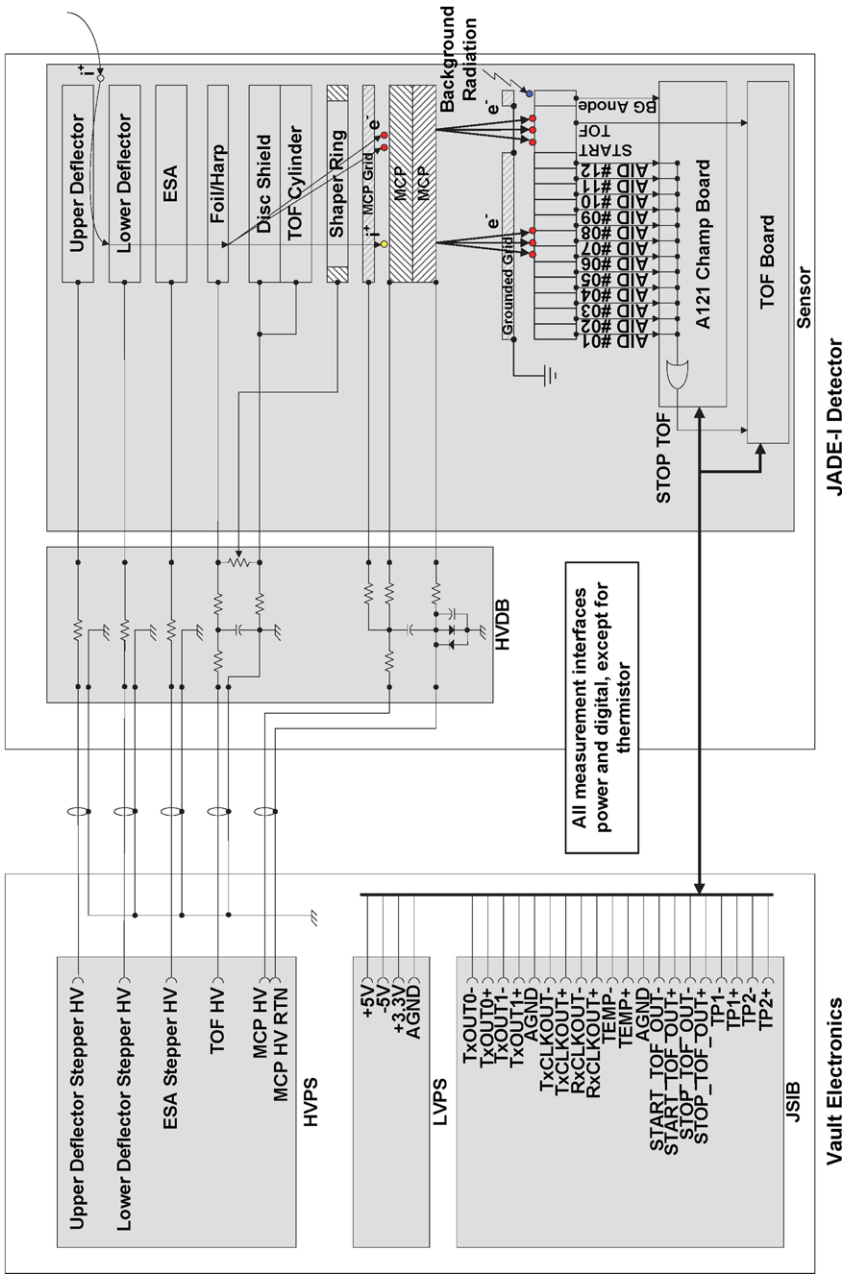 i⁺
Upper Deflector
Lower Deflector
ESA
Foil/Harp
Disc Shield
TOF Cylinder
Shaper Ring
MCP Grid
e⁻
i⁺
MCP
MCP
Background
Radiation
e⁻
e⁻
Grounded Grid
BG Anode
TOF
START
AID #12
AID #11
AID #10
AID #09
AID #08
AID #07
AID #06
AID #05
AID #04
AID #03
AID #02
AID #01
A121 Champ Board
TOF Board
STOP TOF
Sensor
JADE-I Detector
HVDB
All measurement interfaces
power and digital, except for
thermistor
Upper Deflector Stepper HV
Lower Deflector Stepper HV
ESA Stepper HV
TOF HV
MCP HV
MCP HV RTN
HVPS
+5V
-5V
+3.3V
AGND
LVPS
TxOUT0-
TxOUT0+
TxOUT1-
TxOUT1+
AGND
TxCLKOUT-
TxCLKOUT+
RxCLKOUT-
RxCLKOUT+
TEMP-
TEMP+
AGND
START_TOF_OUT-
START_TOF_OUT+
STOP_TOF_OUT-
STOP_TOF_OUT+
TP1-
TP1+
TP2-
TP2+
JSIB
Vault Electronics